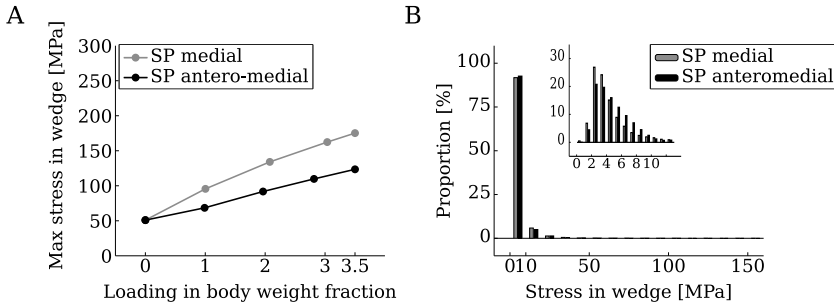 A
300
250
200
150
100
50
0
Max stress in wedge [MPa]
SP medial
SP antero-medial
0 1 2 3 3.5
Loading in body weight fraction
B
100
75
50
25
0
Proportion [%]
SP medial
SP anteromedial
30
20
10
0
0 2 4 6 8 10
0 10 50 100 150
Stress in wedge [MPa]